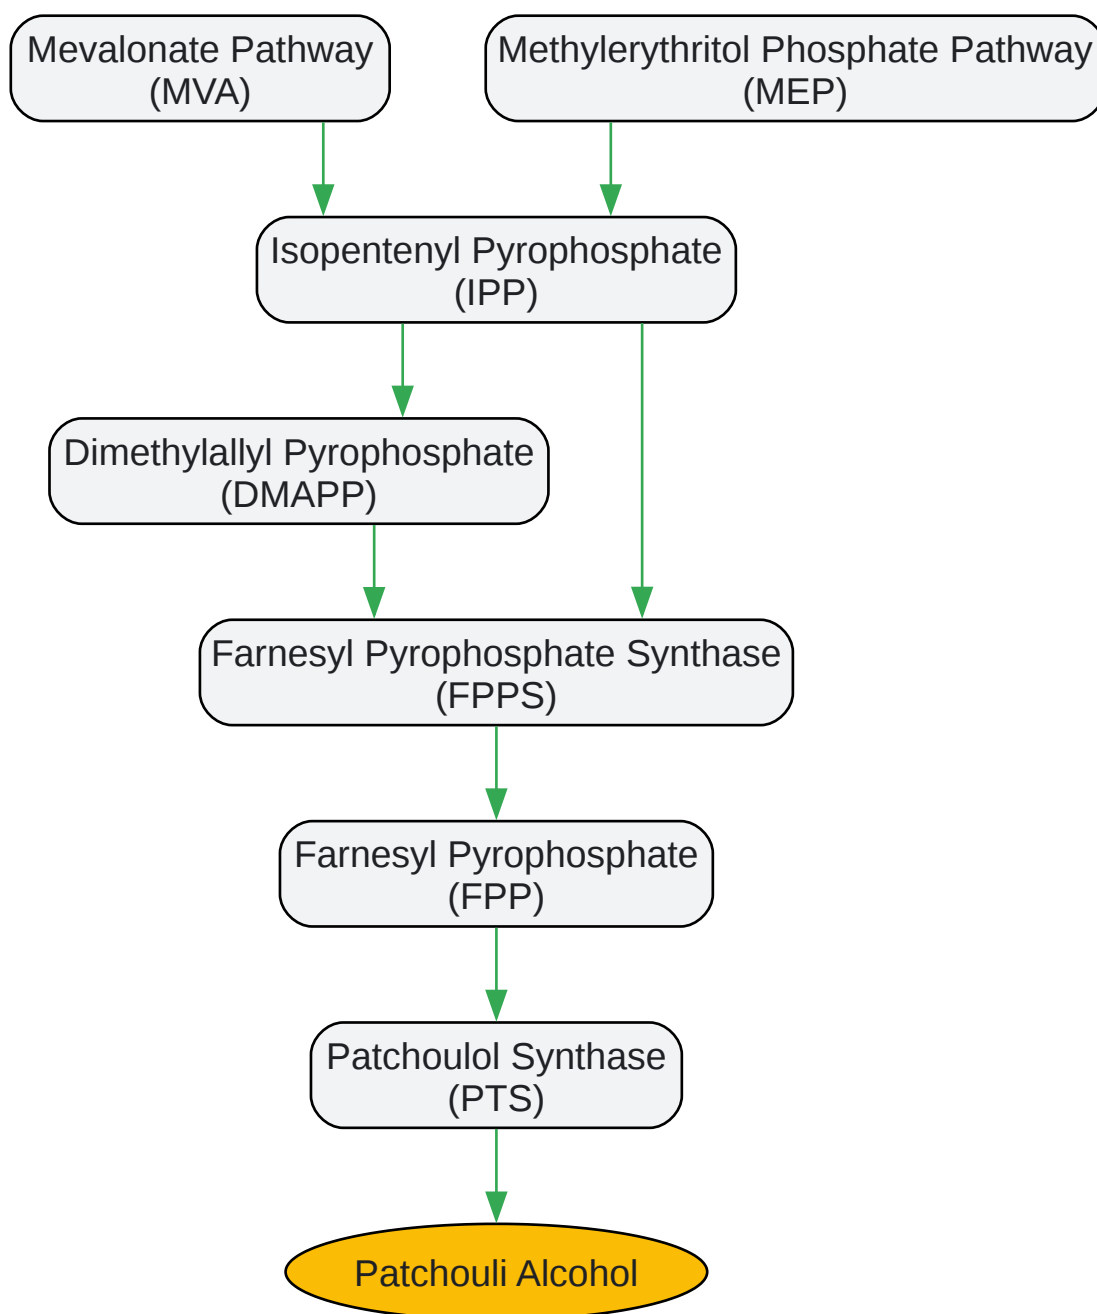 Mevalonate Pathway
(MVA)
Methylerythritol Phosphate Pathway
(MEP)
Isopentenyl Pyrophosphate
(IPP)
Dimethylallyl Pyrophosphate
(DMAPP)
Farnesyl Pyrophosphate Synthase
(FPPS)
Farnesyl Pyrophosphate
(FPP)
Patchoulol Synthase
(PTS)
Patchouli Alcohol